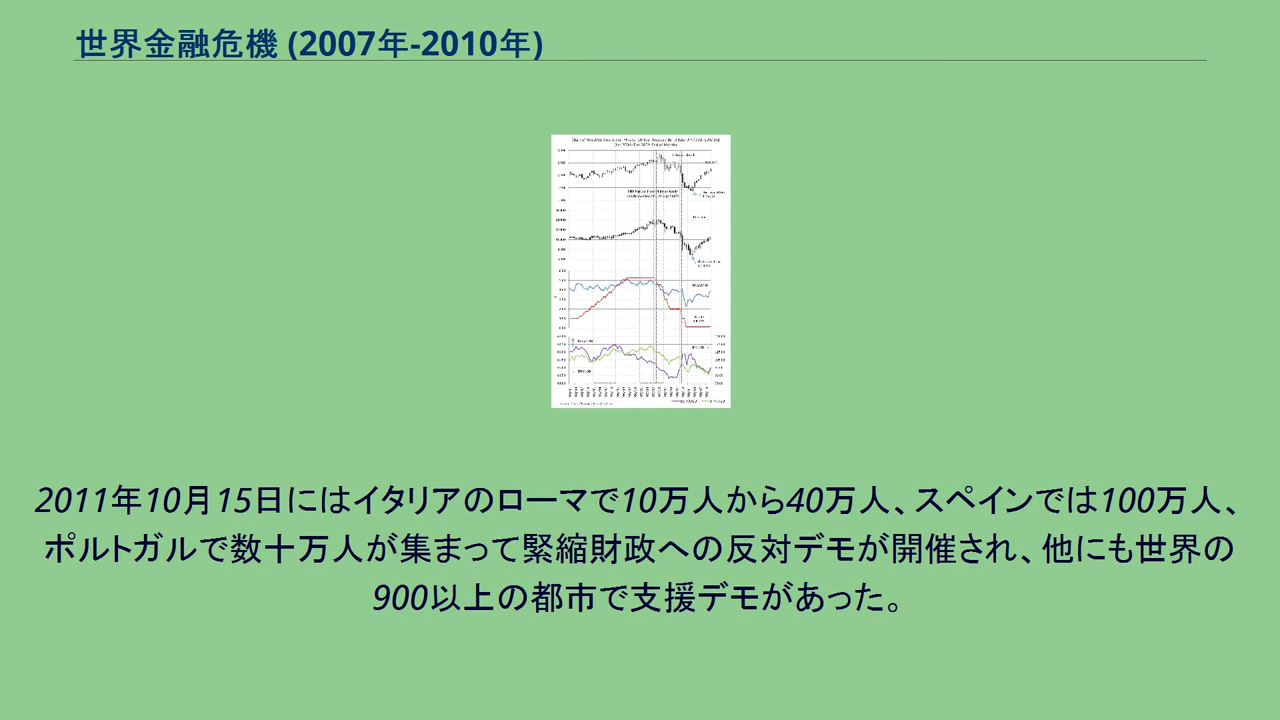 世界金融危機 (2007年-2010年)
2011年10月15日にはイタリアのローマで10万人から40万人、スペインでは100万人、
ポルトガルで数十万人が集まって緊縮財政への反対デモが開催され、他にも世界の
900以上の都市で支援デモがあった。